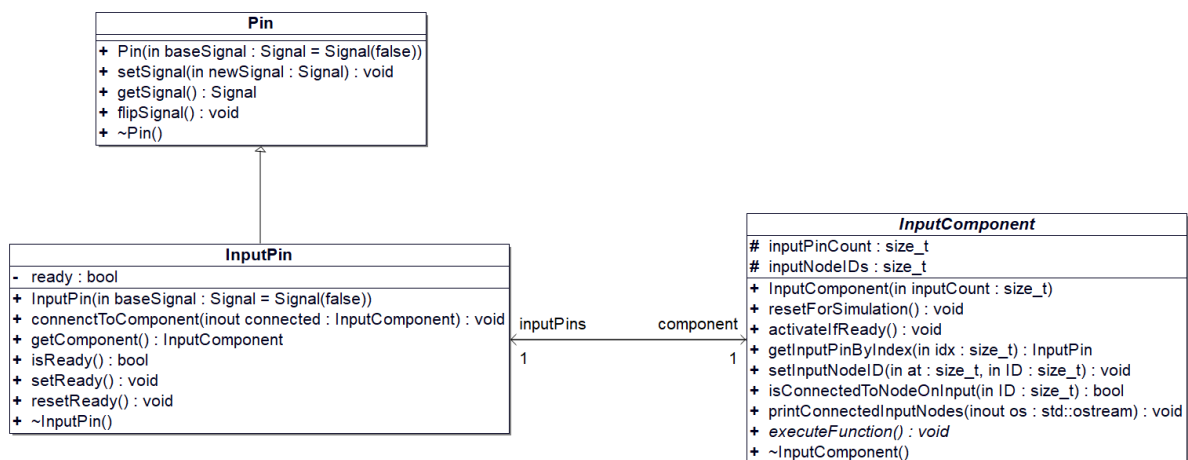 Pin
+ Pin(in baseSignal : Signal = Signal(false))
+ setSignal(in newSignal : Signal) : void
+ getSignal() : Signal
+ flipSignal() : void
+ ~Pin()
InputPin
- ready : bool
+ InputPin(in baseSignal : Signal = Signal(false))
+ connenctToComponent(inout connected : InputComponent) : void
+ getComponent() : InputComponent
+ isReady() : bool
+ setReady() : void
+ resetReady() : void
+ ~InputPin()
inputPins
component
1
1
InputComponent
# inputPinCount : size_t
# inputNodeIDs : size_t
+ InputComponent(in inputCount : size_t)
+ resetForSimulation() : void
+ activateIfReady() : void
+ getInputPinByIndex(in idx : size_t) : InputPin
+ setInputNodeID(in at : size_t, in ID : size_t) : void
+ isConnectedToNodeOnInput(in ID : size_t) : bool
+ printConnectedInputNodes(inout os : std::ostream) : void
+ executeFunction() : void
+ ~InputComponent()